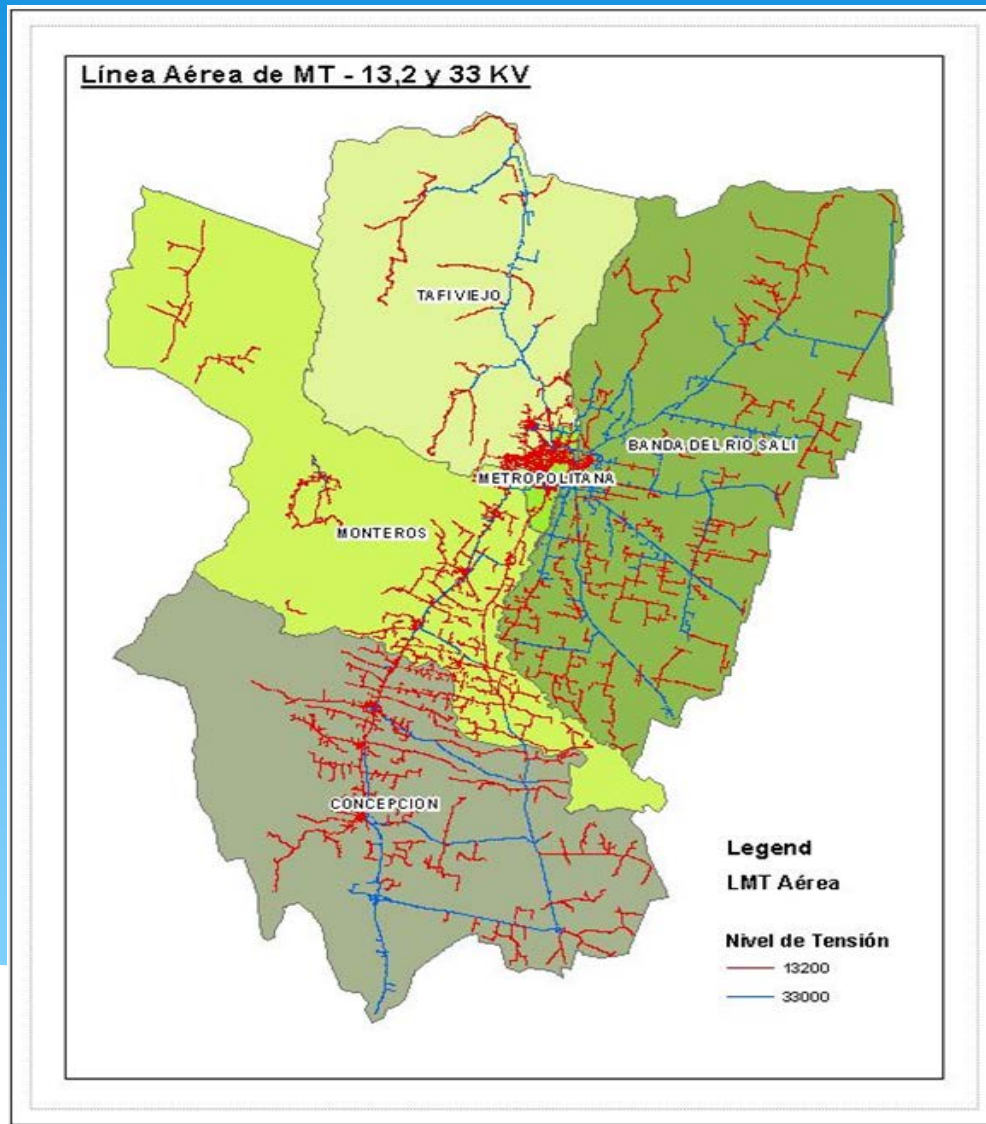 Línea Aérea de MT - 13,2 y 33 KV
TAFI VIEJO
BANDA DEL RIO SALI
METROPOLITANA
MONTEROS
CONCEPCION
Legend
LMT Aérea
Nivel de Tensión
13200
33000